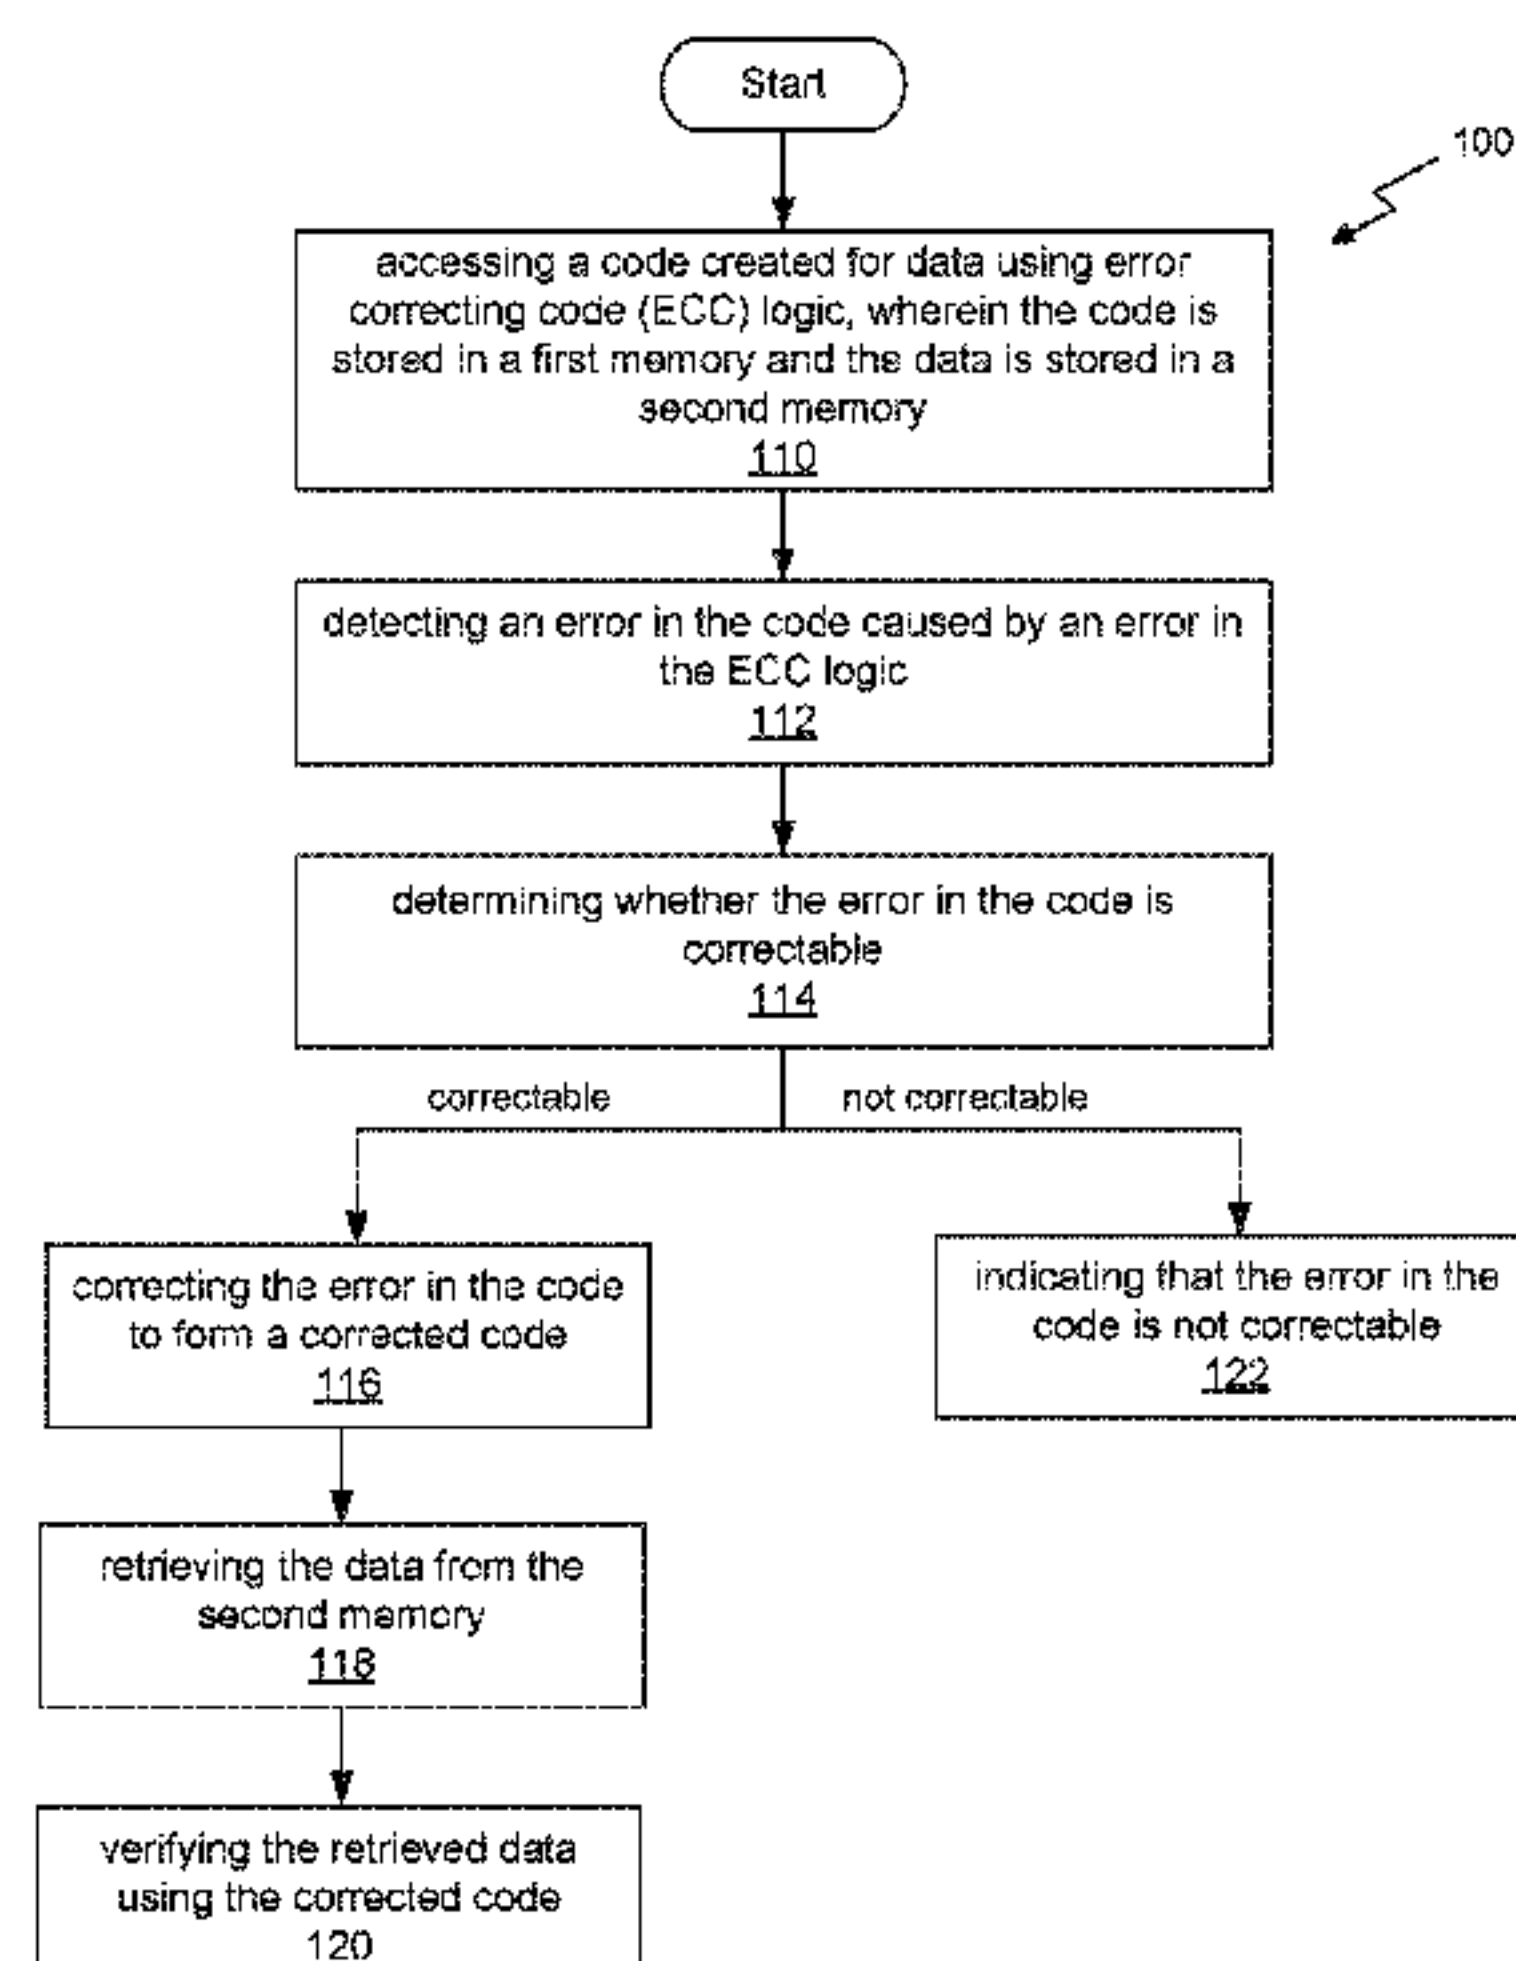 Start
100
accessing a code created for data using error
correcting code (ECC) logic, wherein the code is
stored in a first memory and the data is stored in a
second memory
110
detecting an error in the code caused by an error in
the ECC logic
112
determining whether the error in the code is
correctable
114
correctable
not correctable
correcting the error in the code
to form a corrected code
116
indicating that the error in the
code is not correctable
122
retrieving the data from the
second memory
118
verifying the retrieved data
using the corrected code
120